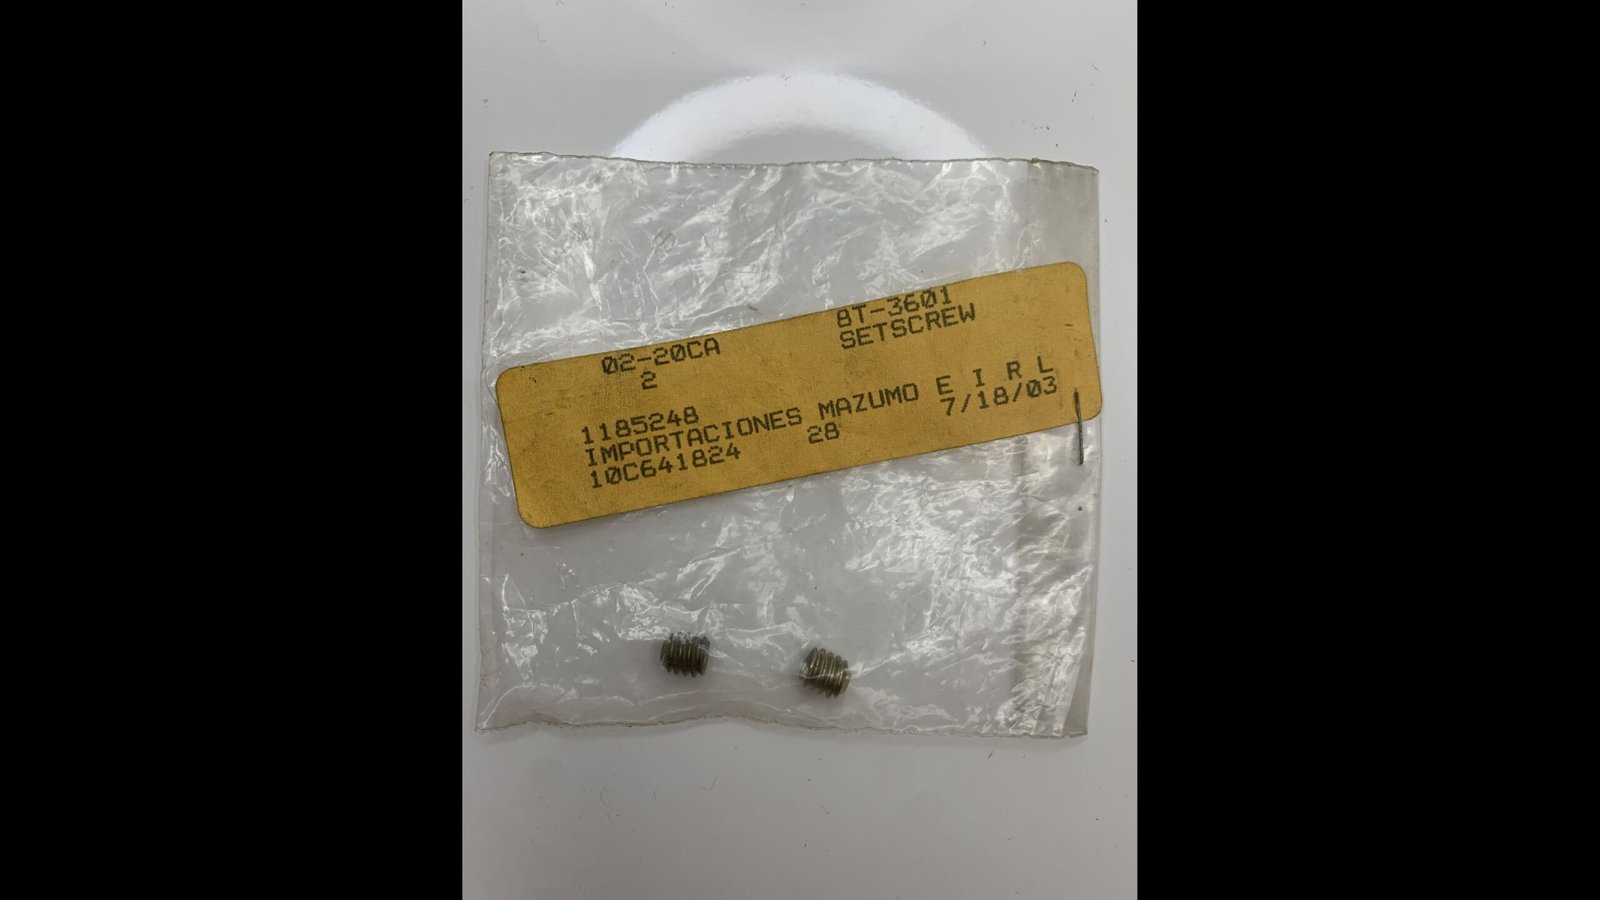 8T-3601
02-20CA SETSCREW
2
1185248
IMPORTACIONES MAZUMO E I R L
10C641824 28 7/18/03